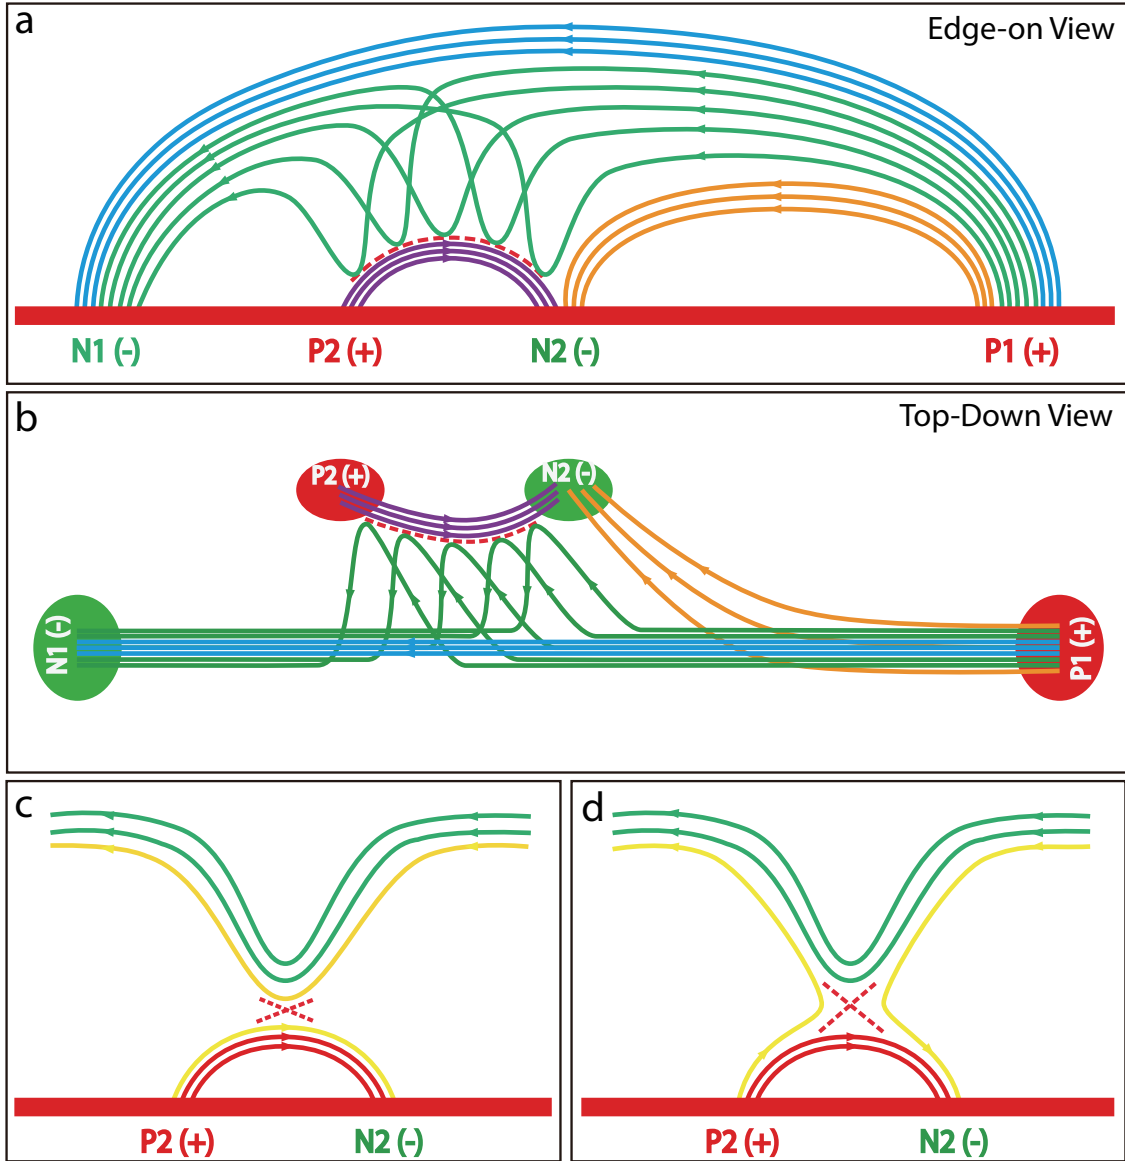 a
Edge-on View
N1 (-)
P2 (+)
N2 (-)
P1 (+)
b
Top-Down View
P2 (+)
N2 (-)
N1 (-)
P1 (+)
c
P2 (+)
N2 (-)
d
P2 (+)
N2 (-)